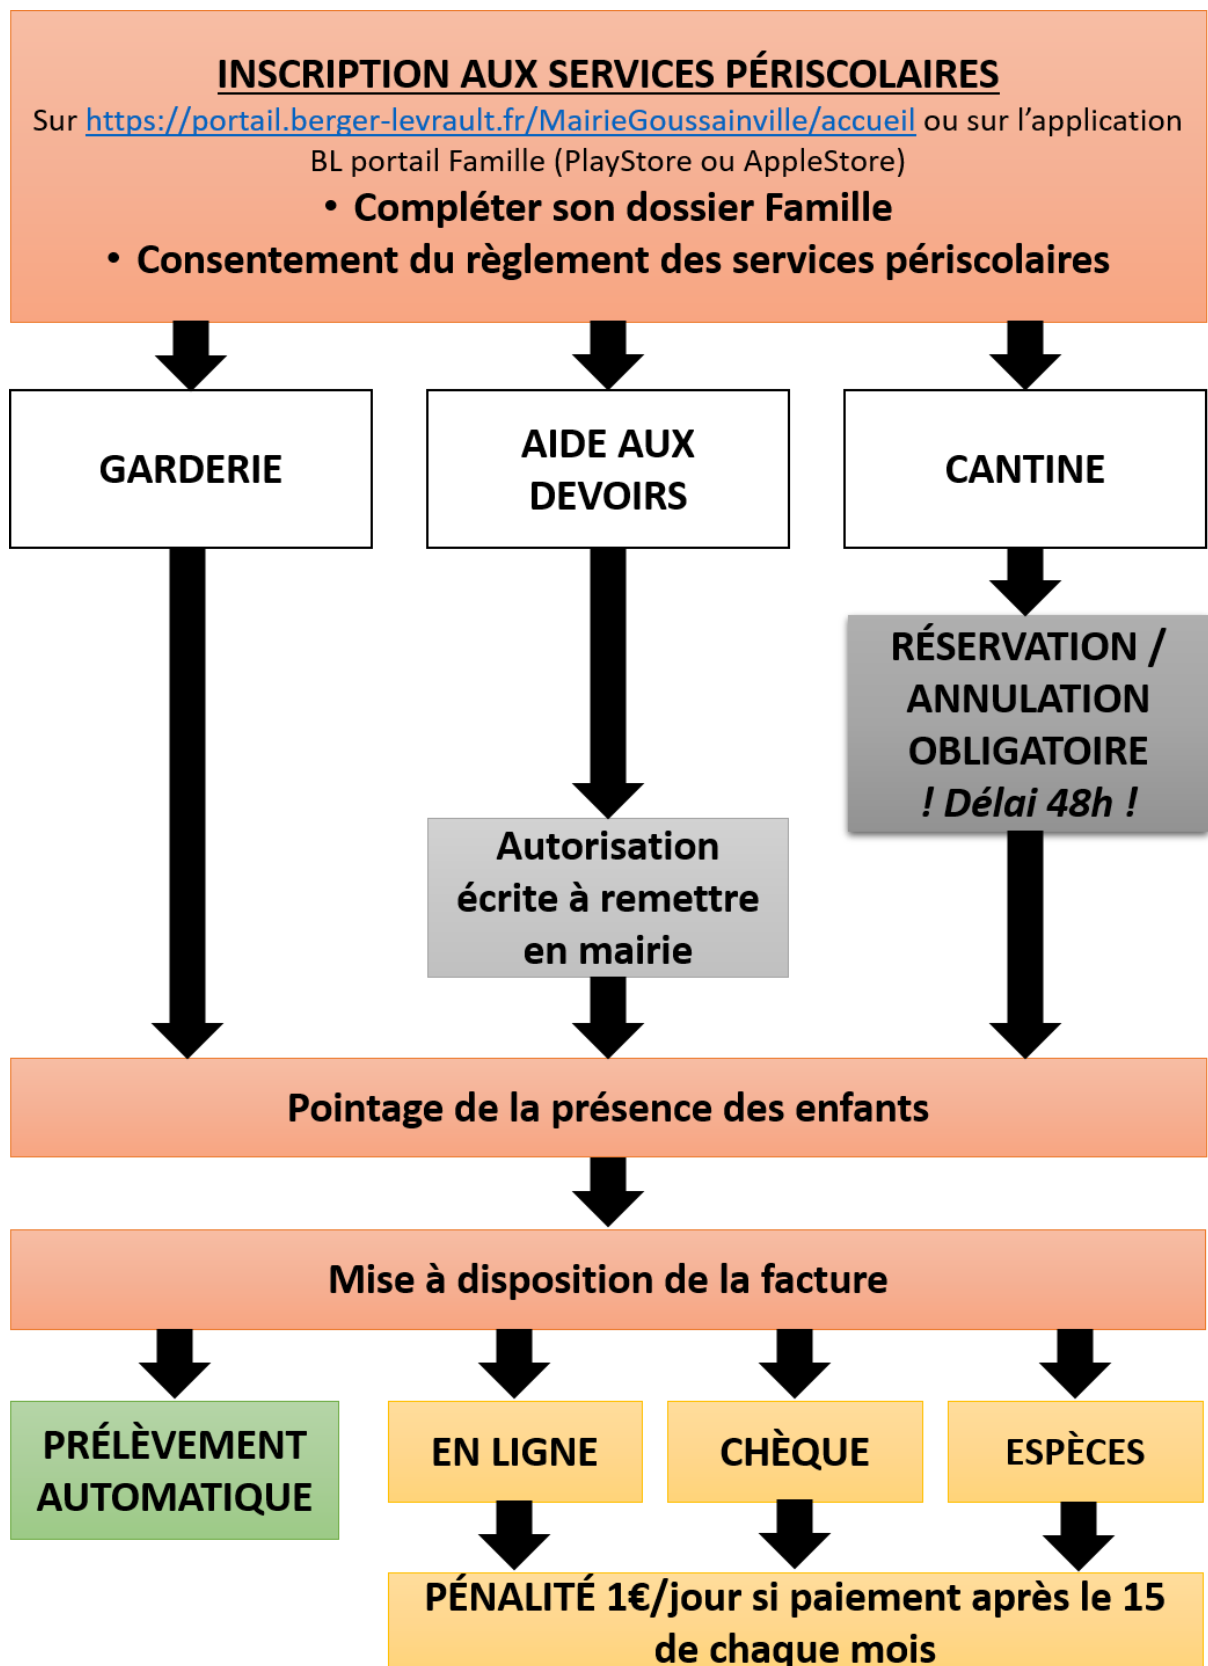 INSCRIPTION AUX SERVICES PÉRISCOLAIRES
Sur https://portail.berger-levrault.fr/MairieGoussainville/accueil ou sur l’application
BL portail Famille (PlayStore ou AppleStore)
• Compléter son dossier Famille
• Consentement du règlement des services périscolaires
GARDERIE
AIDE AUX
DEVOIRS
CANTINE
RÉSERVATION /
ANNULATION
OBLIGATOIRE
! Délai 48h !
Autorisation
écrite à remettre
en mairie
Pointage de la présence des enfants
Mise à disposition de la facture
PRÉLÈVEMENT
AUTOMATIQUE
EN LIGNE
CHÈQUE
ESPÈCES
PÉNALITÉ 1€/jour si paiement après le 15
de chaque mois